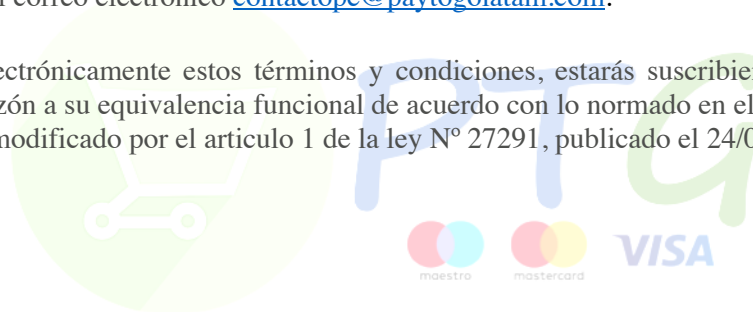 correo electrónico contactope@paytogolatam.com.
ectrónicamente estos términos y condiciones, estarás suscribie
zón a su equivalencia funcional de acuerdo con lo normado en el
modificado por el articulo 1 de la ley Nº 27291, publicado el 24/0
PTG
maestro
mastercard
VISA